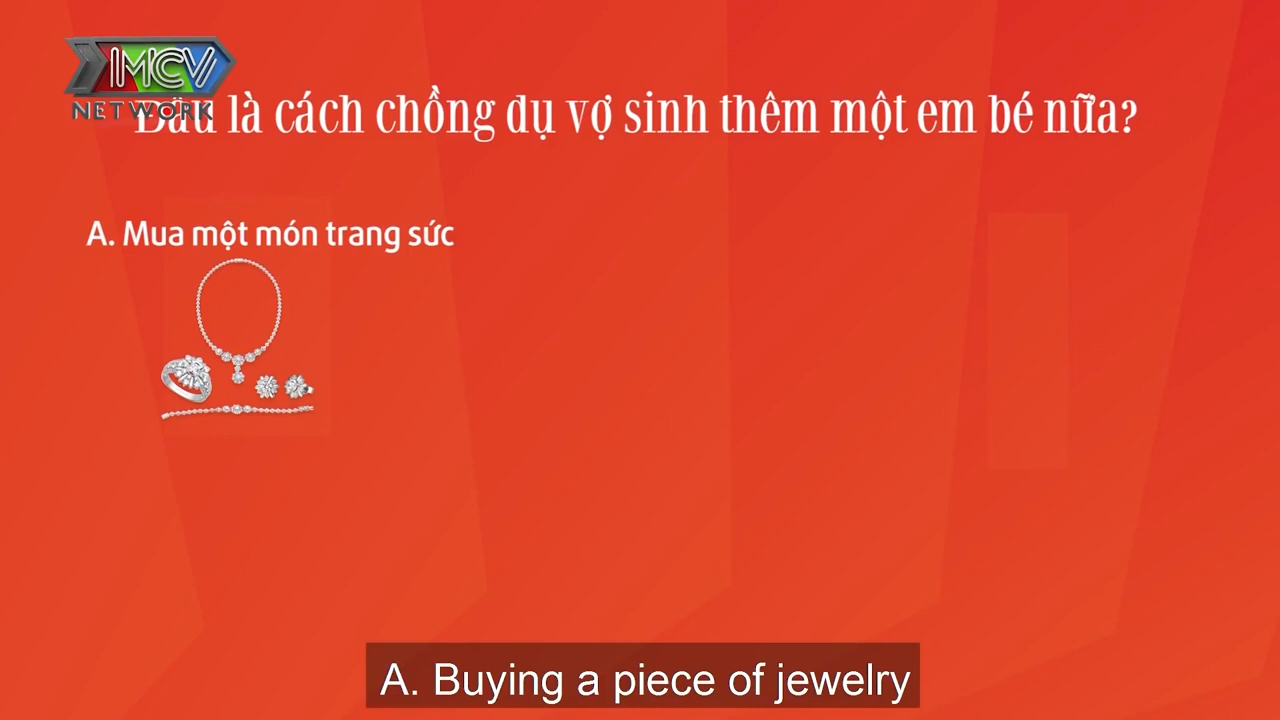 MCV
NETWORK
Đâu là cách chồng dụ vợ sinh thêm một em bé nữa?
A. Mua một món trang sức
A. Buying a piece of jewelry